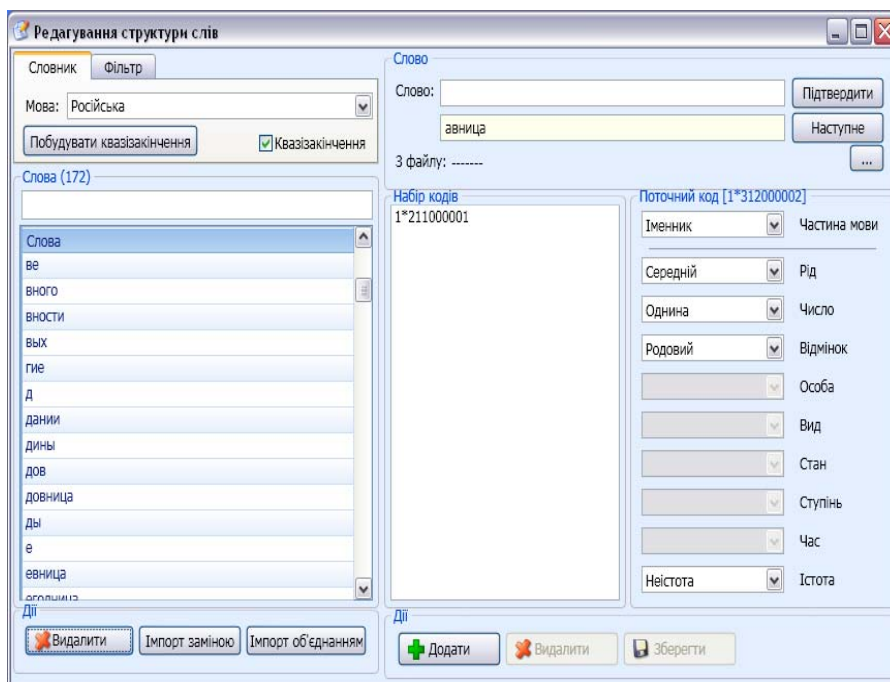 Редагування структури слів
Словник
Фільтр
Мова: Російська
Побудувати квазізакінчення
Квазізакінчення
Слова (172)
Слова
ве
вного
вности
вых
гие
д
дании
дины
дов
довница
ды
е
евница
егодница
Дії
Видалити
Імпорт заміною
Імпорт об'єднанням
Слово
Слово:
Підтвердити
авница
Наступне
З файлу: -------
...
Набір кодів
1*211000001
Поточний код [1*312000002]
Іменник Частина мови
Середній Рід
Однина Число
Родовий Відмінок
Особа
Вид
Стан
Ступінь
Час
Неістота Істота
Дії
Додати
Видалити
Зберегти